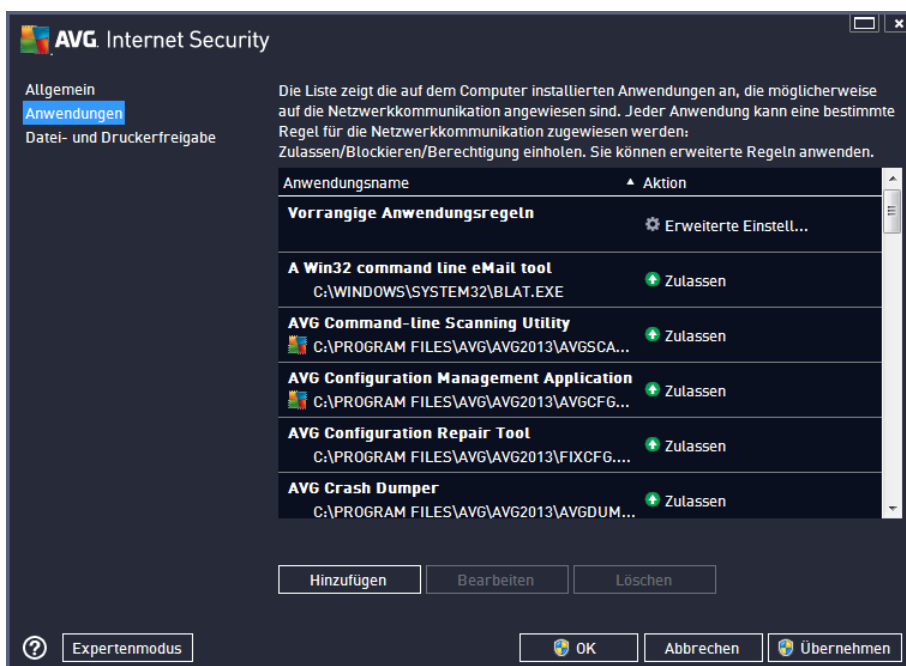 AVG. Internet Security
Allgemein
Anwendungen
Datei- und Druckerfreigabe
Die Liste zeigt die auf dem Computer installierten Anwendungen an, die möglicherweise
auf die Netzwerkkommunikation angewiesen sind. Jeder Anwendung kann eine bestimmte
Regel für die Netzwerkkommunikation zugewiesen werden:
Zulassen/Blockieren/Berechtigung einholen. Sie können erweiterte Regeln anwenden.
Anwendungsname Aktion
Vorrangige Anwendungsregeln
Erweiterte Einstell...
A Win32 command line eMail tool
C:\WINDOWS\SYSTEM32\BLAT.EXE
Zulassen
AVG Command-line Scanning Utility
C:\PROGRAM FILES\AVG\AVG2013\AVGSCA...
Zulassen
AVG Configuration Management Application
C:\PROGRAM FILES\AVG\AVG2013\AVGCFG...
Zulassen
AVG Configuration Repair Tool
C:\PROGRAM FILES\AVG\AVG2013\FIXCFG....
Zulassen
AVG Crash Dumper
C:\PROGRAM FILES\AVG\AVG2013\AVGDUM...
Zulassen
Hinzufügen Bearbeiten Löschen
? Expertenmodus OK Abbrechen Übernehmen